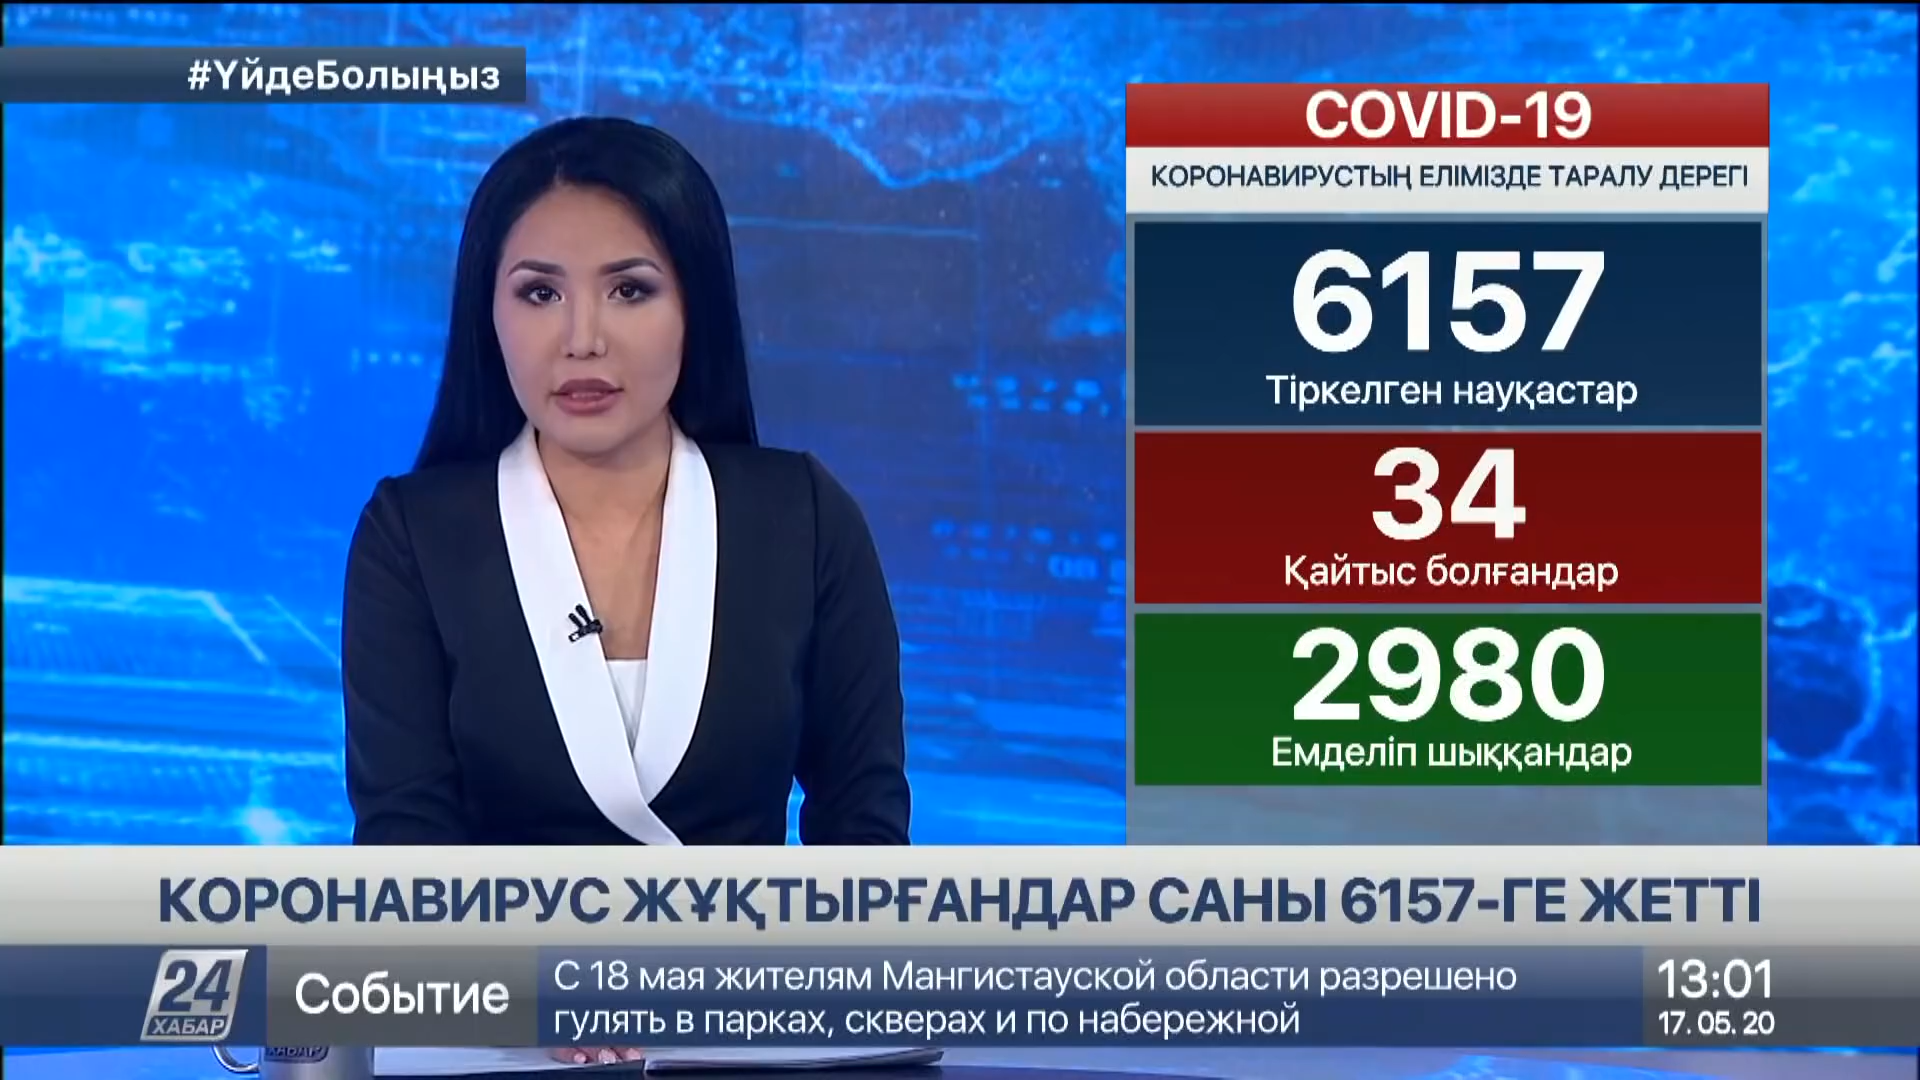 #ҮйдеБолыңыз
COVID-19
КОРОНАВИРУСТЫҢ ЕЛІМІЗДЕ ТАРАЛУ ДЕРЕГІ
6157
Тіркелген науқастар
34
Қайтыс болғандар
2980
Емделіп шыққандар
КОРОНАВИРУС ЖҰҚТЫРҒАНДАР САНЫ 6157-ГЕ ЖЕТТІ
24
ХАБАР
Событие
С 18 мая жителям Мангистауской области разрешено
гулять в парках, скверах и по набережной
13:01
17. 05. 20
ХАБАР